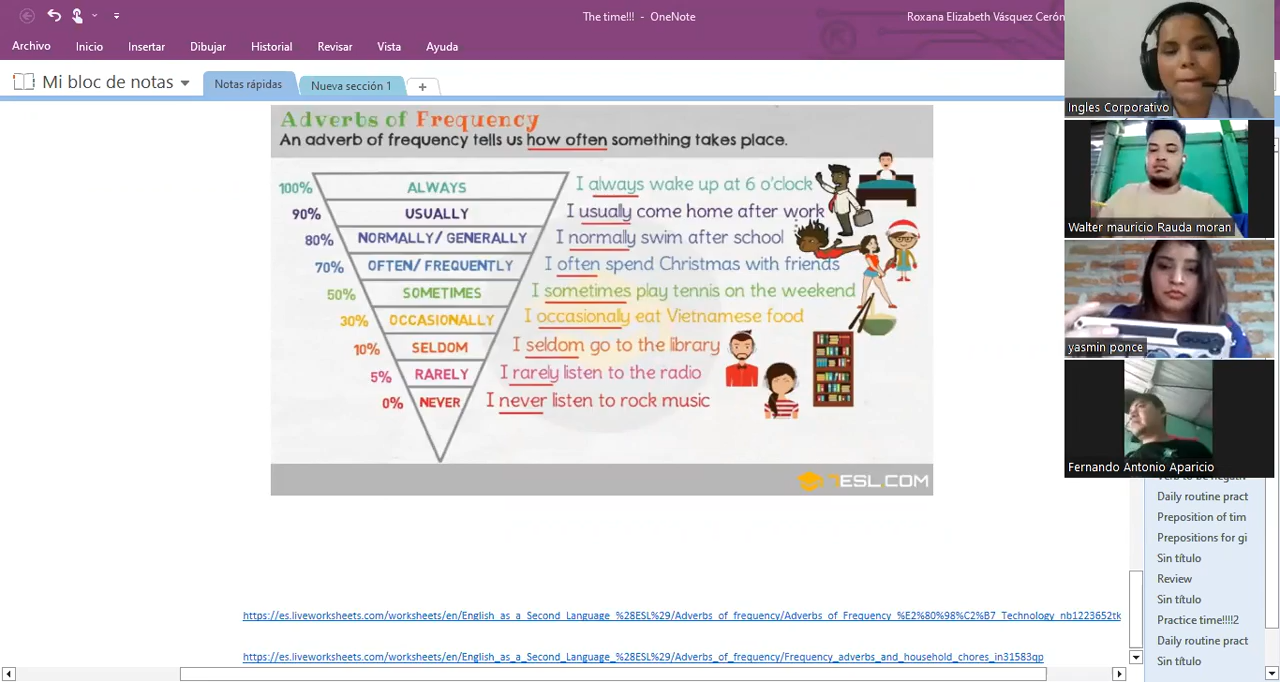 The time!!! - OneNote
Roxana Elizabeth Vásquez Cerón
Archivo Inicio Insertar Dibujar Historial Revisar Vista Ayuda
Mi bloc de notas
Notas rápidas
Nueva sección 1
Adverbs of Frequency
An adverb of frequency tells us how often something takes place.
100% ALWAYS I always wake up at 6 o'clock
90% USUALLY I usually come home after work
80% NORMALLY/ GENERALLY I normally swim after school
70% OFTEN/ FREQUENTLY I often spend Christmas with friends
50% SOMETIMES I sometimes play tennis on the weekend
30% OCCASIONALLY I occasionally eat Vietnamese food
10% SELDOM I seldom go to the library
5% RARELY I rarely listen to the radio
0% NEVER I never listen to rock music
7ESL.COM
https://es.liveworksheets.com/worksheets/en/English_as_a_Second_Language_%28ESL%29/Adverbs_of_frequency/Adverbs_of_Frequency_%E2%80%98%C2%B7_Technology_nb1223652tk
https://es.liveworksheets.com/worksheets/en/English_as_a_Second_Language_%28ESL%29/Adverbs_of_frequency/Frequency_adverbs_and_household_chores_in31583qp
Ingles Corporativo
Walter mauricio Rauda moran
yasmin ponce
Fernando Antonio Aparicio
Daily routine pract
Preposition of tim
Prepositions for gi
Sin título
Review
Sin título
Practice time!!!!2
Daily routine pract
Sin título